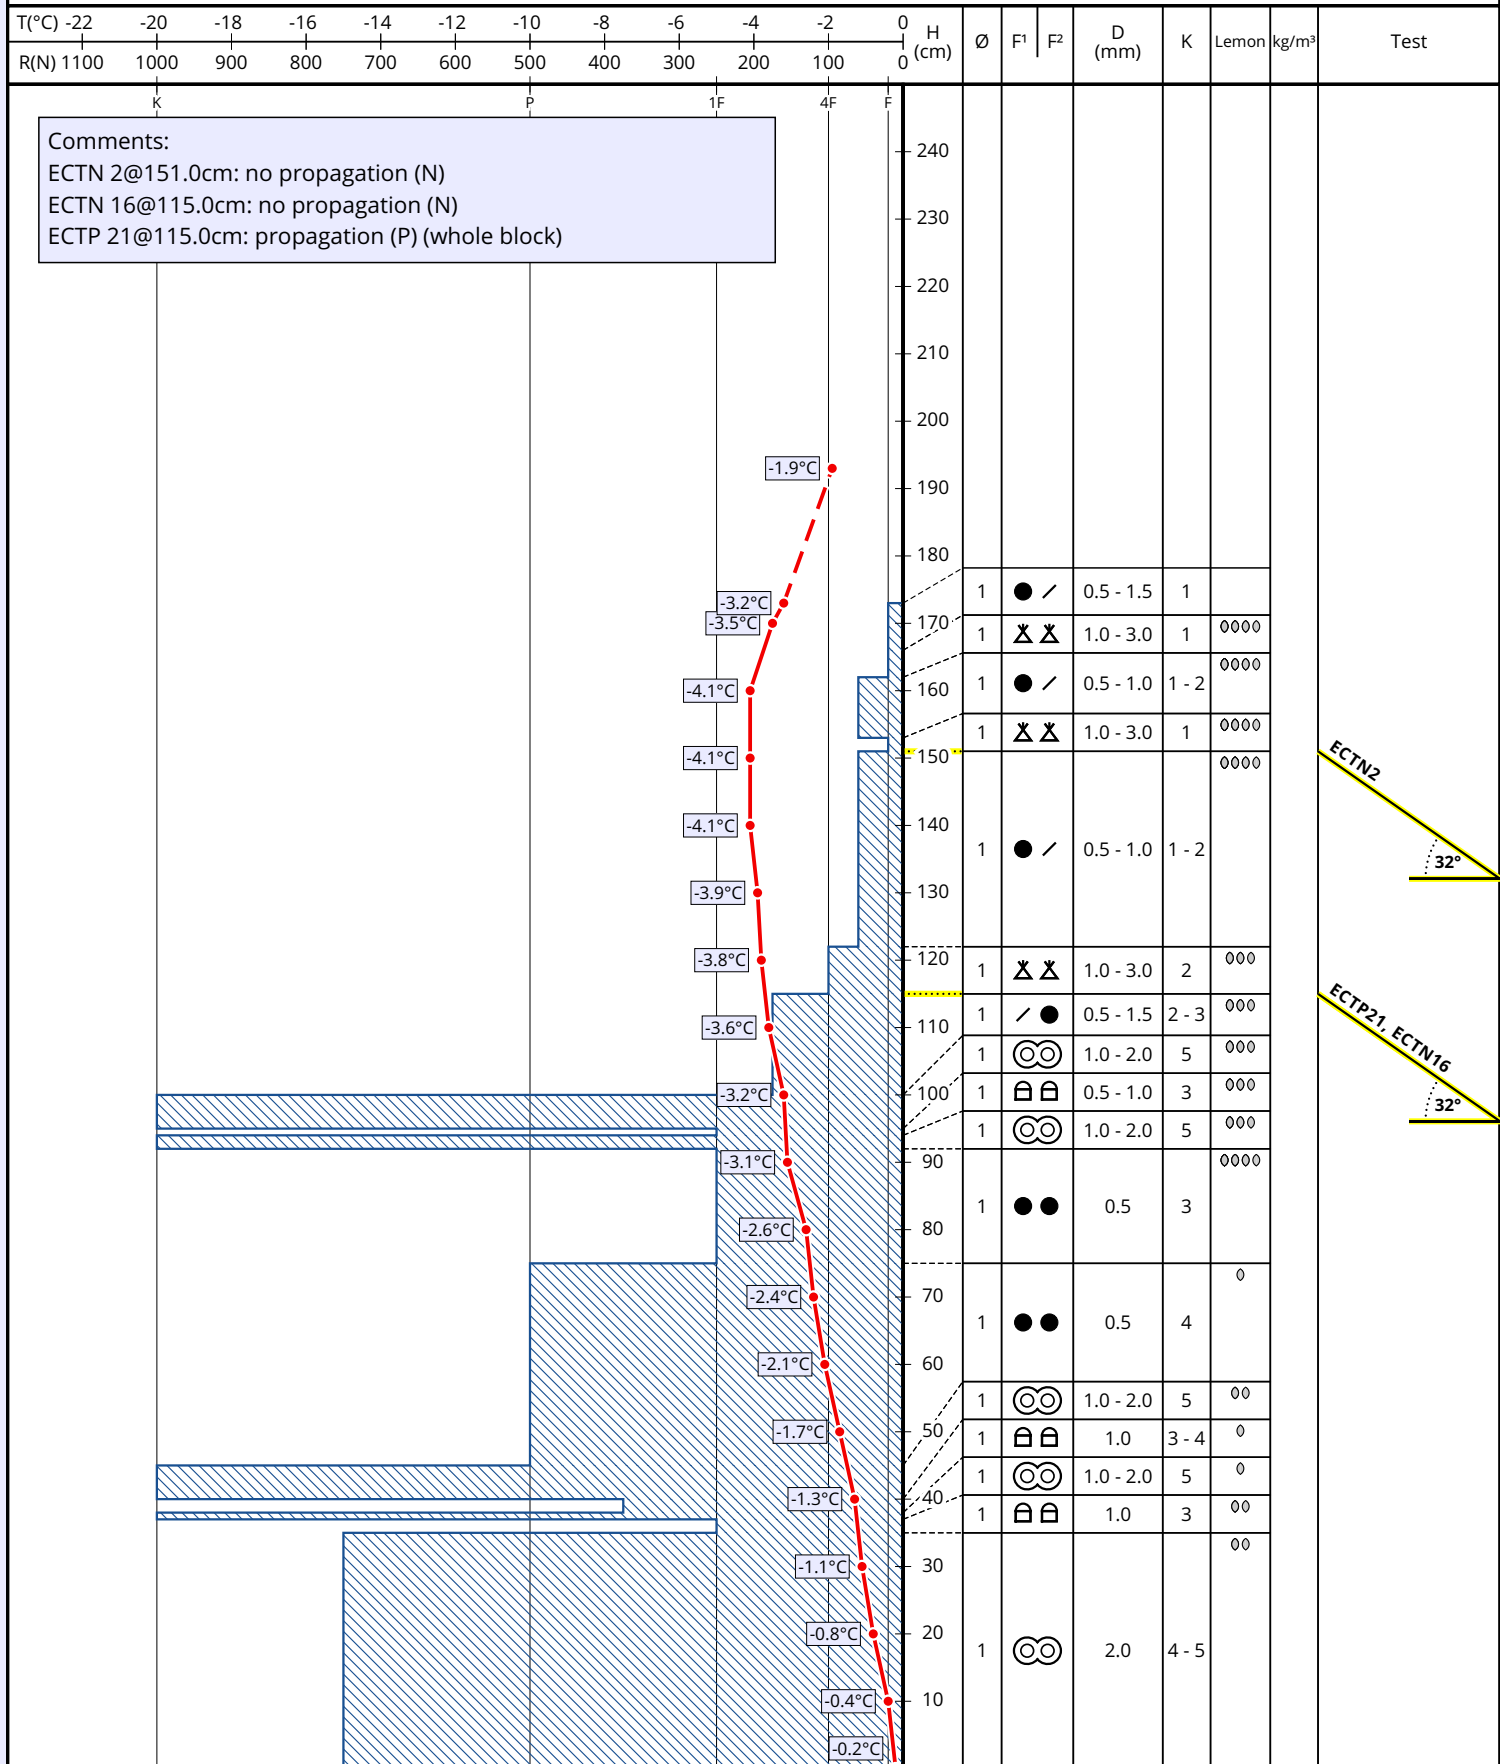 T(°C) -22 -20 -18 -16 -14 -12 -10 -8 -6 -4 -2 0
R(N) 1100 1000 900 800 700 600 500 400 300 200 100 0
H (cm) Ø F¹ F² D (mm) K Lemon kg/m³ Test
K P 1F 4F F
Comments:
ECTN 2@151.0cm: no propagation (N)
ECTN 16@115.0cm: no propagation (N)
ECTP 21@115.0cm: propagation (P) (whole block)
240
230
220
210
200
-1.9°C
190
180
1 0.5 - 1.5 1
-3.2°C
-3.5°C 170
1 1.0 - 3.0 1
-4.1°C 160 1 0.5 - 1.0 1 - 2
1 1.0 - 3.0 1
-4.1°C 150
ECTN2
-4.1°C 140
1 0.5 - 1.0 1 - 2
32°
-3.9°C 130
-3.8°C 120
1 1.0 - 3.0 2
1 0.5 - 1.5 2 - 3
-3.6°C 110
ECTP21, ECTN16
1 1.0 - 2.0 5
-3.2°C 100 1 0.5 - 1.0 3
32°
1 1.0 - 2.0 5
-3.1°C 90
1 0.5 3
-2.6°C 80
-2.4°C 70
1 0.5 4
-2.1°C 60
1 1.0 - 2.0 5
-1.7°C 50
1 1.0 3 - 4
1 1.0 - 2.0 5
-1.3°C 40
1 1.0 3
-1.1°C 30
-0.8°C 20
1 2.0 4 - 5
-0.4°C 10
-0.2°C